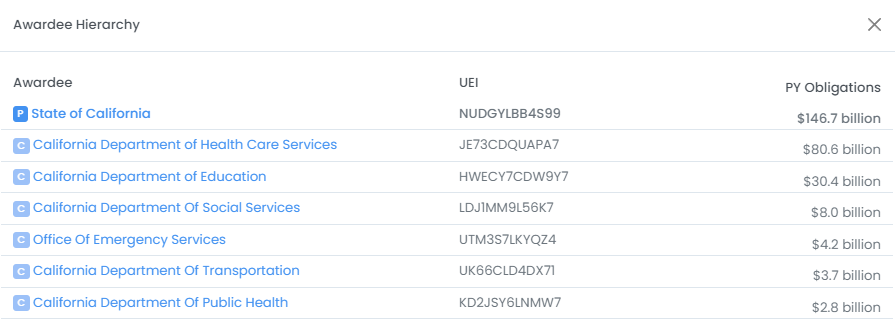 Awardee Hierarchy
Awardee UEI PY Obligations
P State of California NUDGYLBB4S99 $146.7 billion
C California Department of Health Care Services JE73CDQUAPA7 $80.6 billion
C California Department of Education HWECY7CDW9Y7 $30.4 billion
C California Department Of Social Services LDJ1MM9L56K7 $8.0 billion
C Office Of Emergency Services UTM3S7LKYQZ4 $4.2 billion
C California Department Of Transportation UK66CLD4DX71 $3.7 billion
C California Department Of Public Health KD2JSY6LNMW7 $2.8 billion